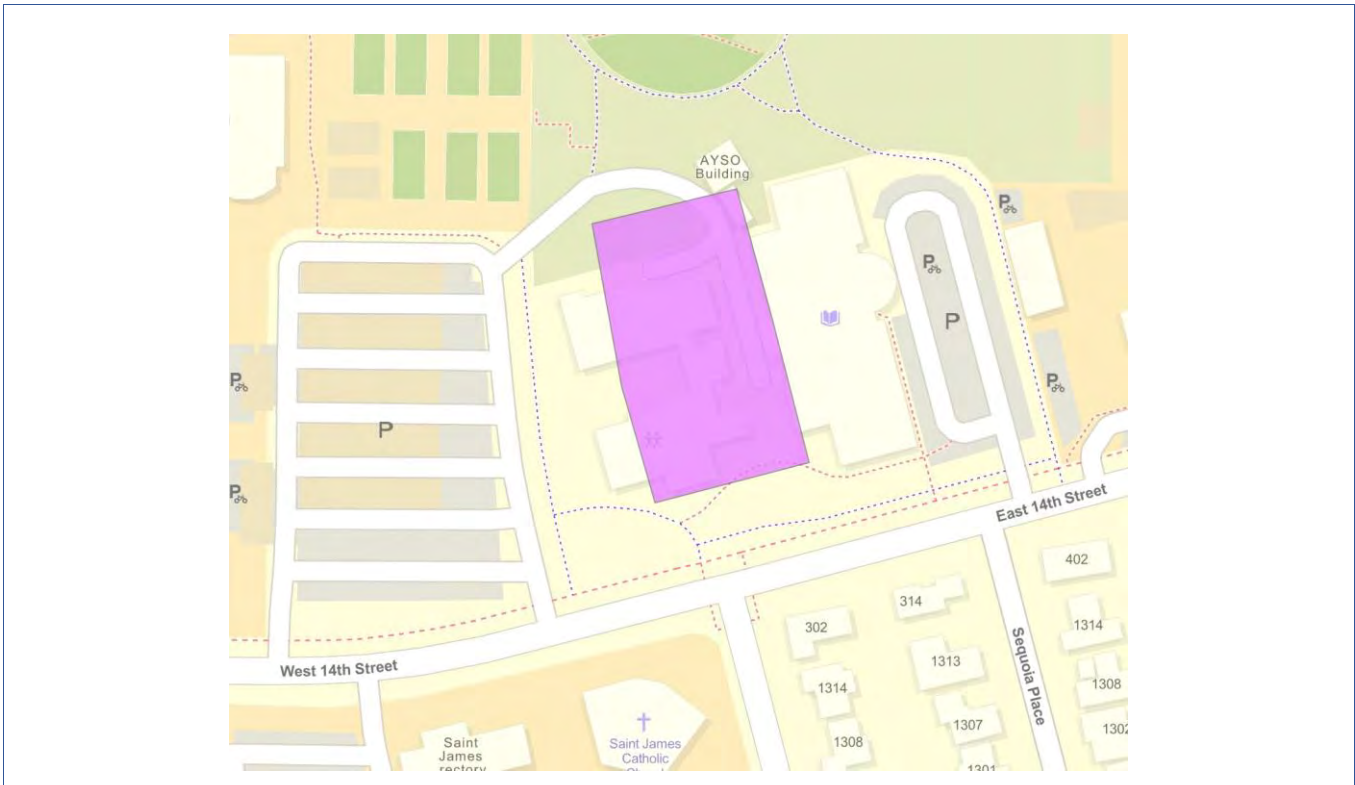 AYSO
Building
P
P
P
P
P
P
P
East 14th Street
402
314
302
1314
Sequoia Place
1313
West 14th Street
1314
1308
1307
1302
1308
Saint James
Catholic
Saint
James
1301